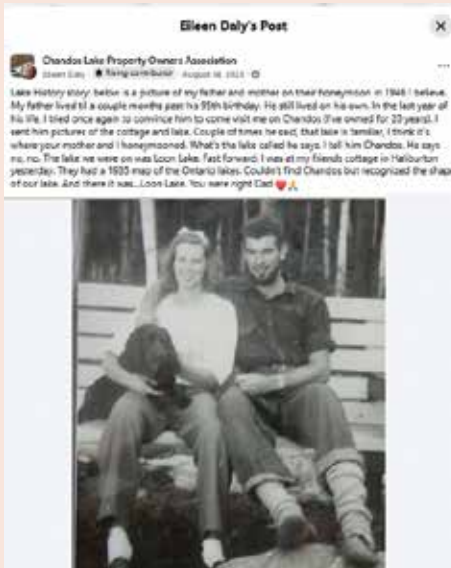 Eileen Daly's Post
Chandos Lake Property Owners Association
Eileen Daly Rising contributor August 2023
Lake History story: below is a picture of my father and mother on their honeymoon in 1946 I believe.
My father lived til a couple months past his 95th birthday. He still lived on his own. In the last year of
his life, I tried once again to convince him to come visit me on Chandos (I've owned for 20 years). I
sent him pictures of the cottage and lake. Couple of times he said, that lake is familiar, I think it's
where your mother and I honeymooned. What's the lake called he says. I tell him Chandos. He says
no, no. The lake we were on was Loon Lake. Fast forward. I was at my friends cottage in Haliburton
yesterday. They had a 1935 map of the Ontario lakes. Couldn't find Chandos but recognized the shape
of our lake. And there it was...Loon Lake. You were right Dad ❤️🙏